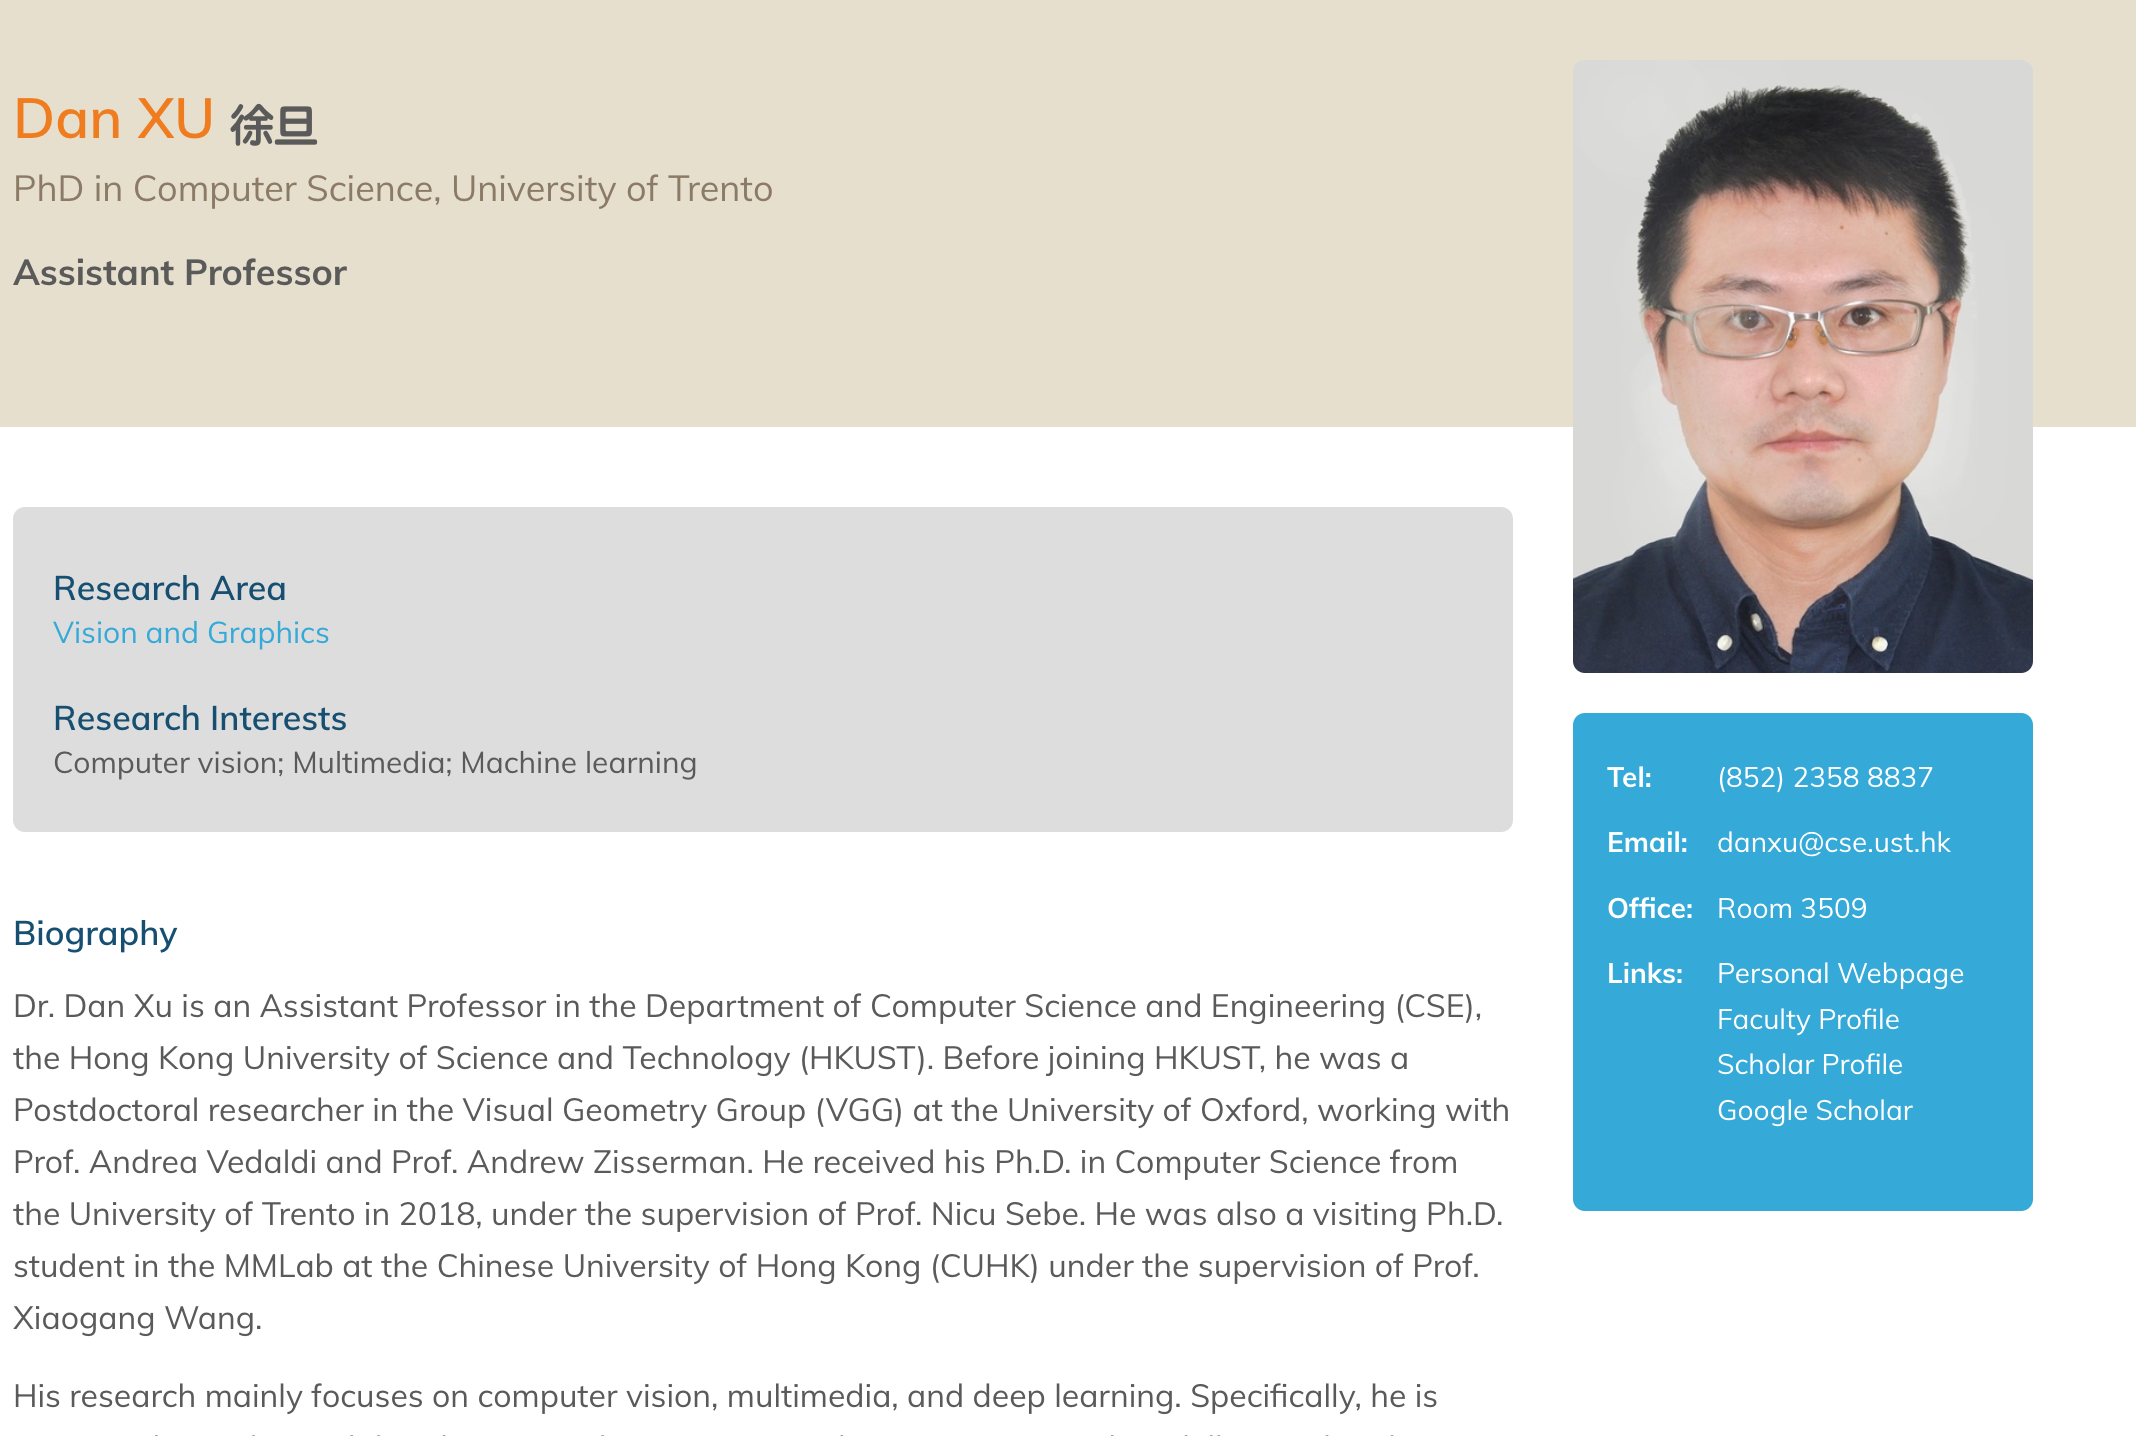 Dan XU 徐旦
PhD in Computer Science, University of Trento
Assistant Professor
Research Area
Vision and Graphics
Research Interests
Computer vision; Multimedia; Machine learning
Biography
Dr. Dan Xu is an Assistant Professor in the Department of Computer Science and Engineering (CSE),
the Hong Kong University of Science and Technology (HKUST). Before joining HKUST, he was a
Postdoctoral researcher in the Visual Geometry Group (VGG) at the University of Oxford, working with
Prof. Andrea Vedaldi and Prof. Andrew Zisserman. He received his Ph.D. in Computer Science from
the University of Trento in 2018, under the supervision of Prof. Nicu Sebe. He was also a visiting Ph.D.
student in the MMLab at the Chinese University of Hong Kong (CUHK) under the supervision of Prof.
Xiaogang Wang.
His research mainly focuses on computer vision, multimedia, and deep learning. Specifically, he is
Tel: (852) 2358 8837
Email: danxu@cse.ust.hk
Office: Room 3509
Links: Personal Webpage
Faculty Profile
Scholar Profile
Google Scholar